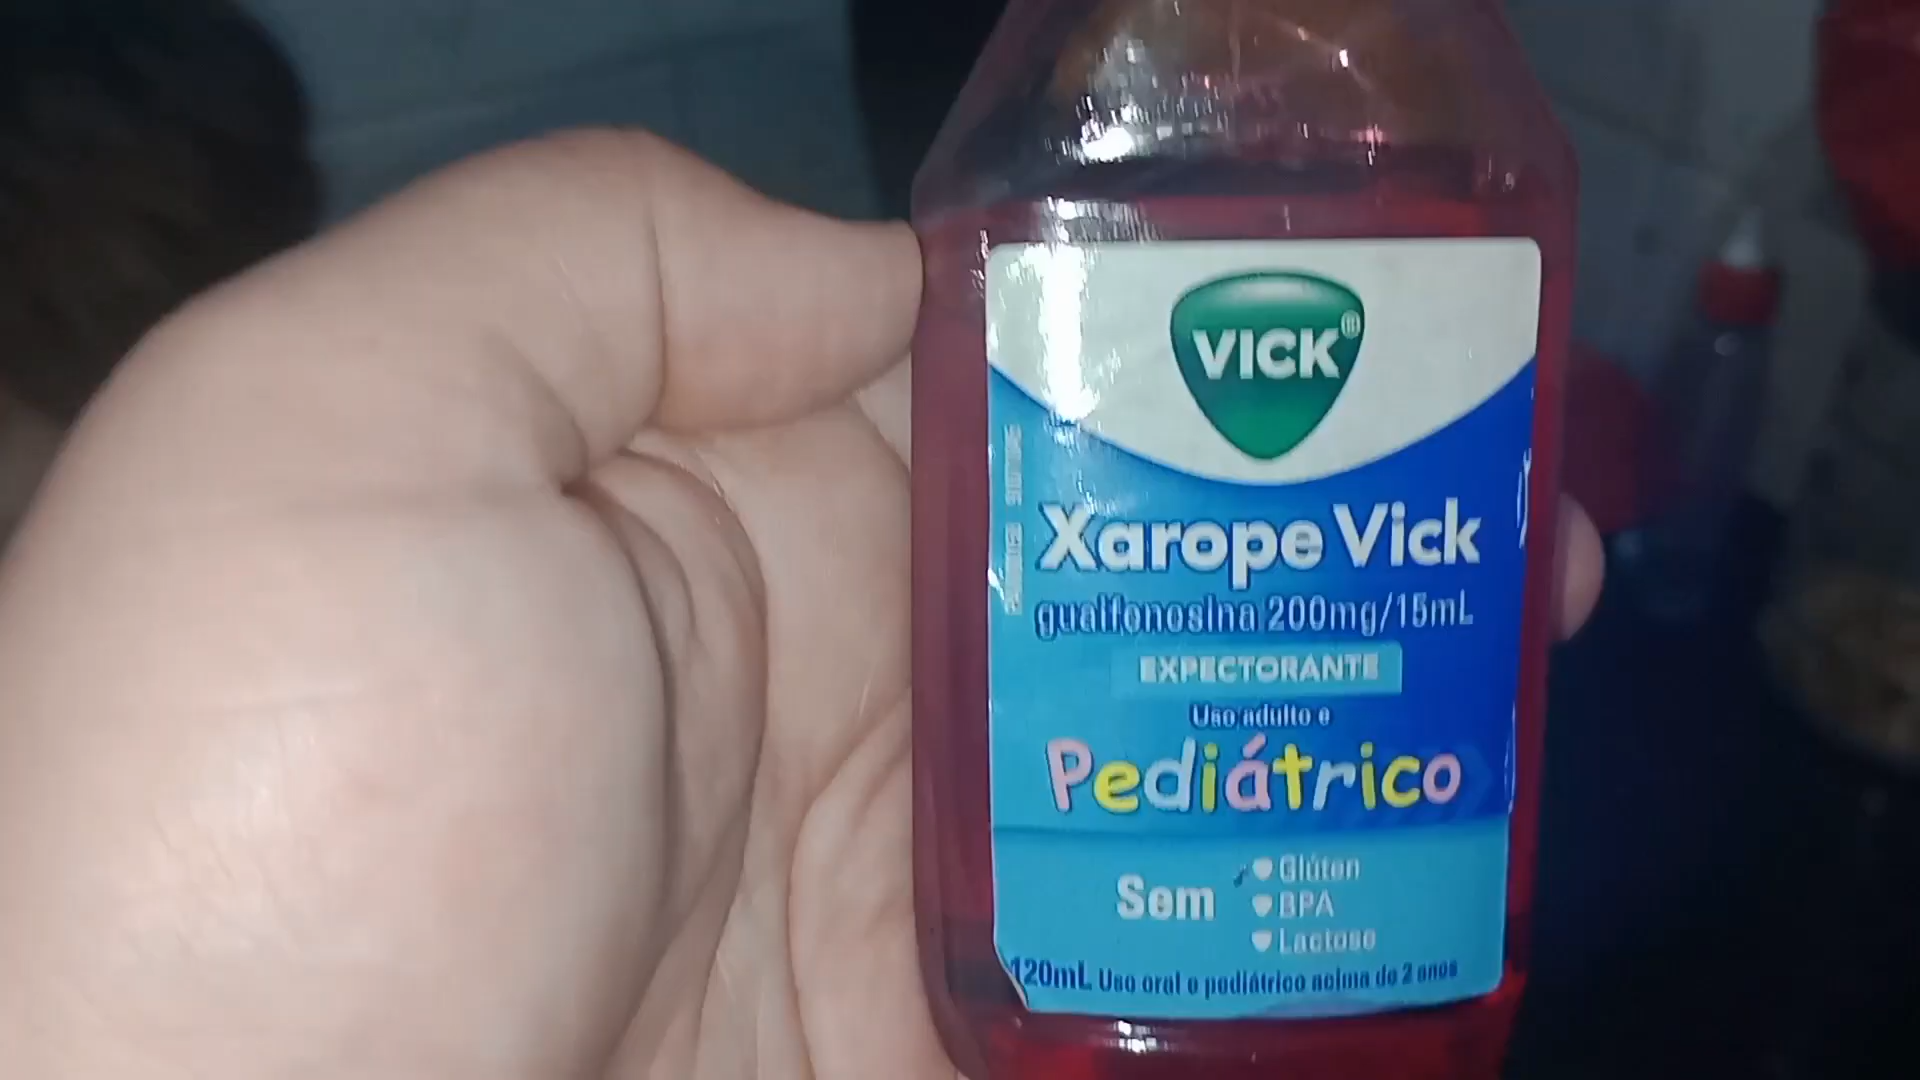 VICK®
Xarope Vick
guaifenesina 200mg/15mL
EXPECTORANTE
Uso adulto e
Pediátrico
Sem
Glúten
BPA
Lactose
120mL Uso oral e pediátrico acima de 2 anos